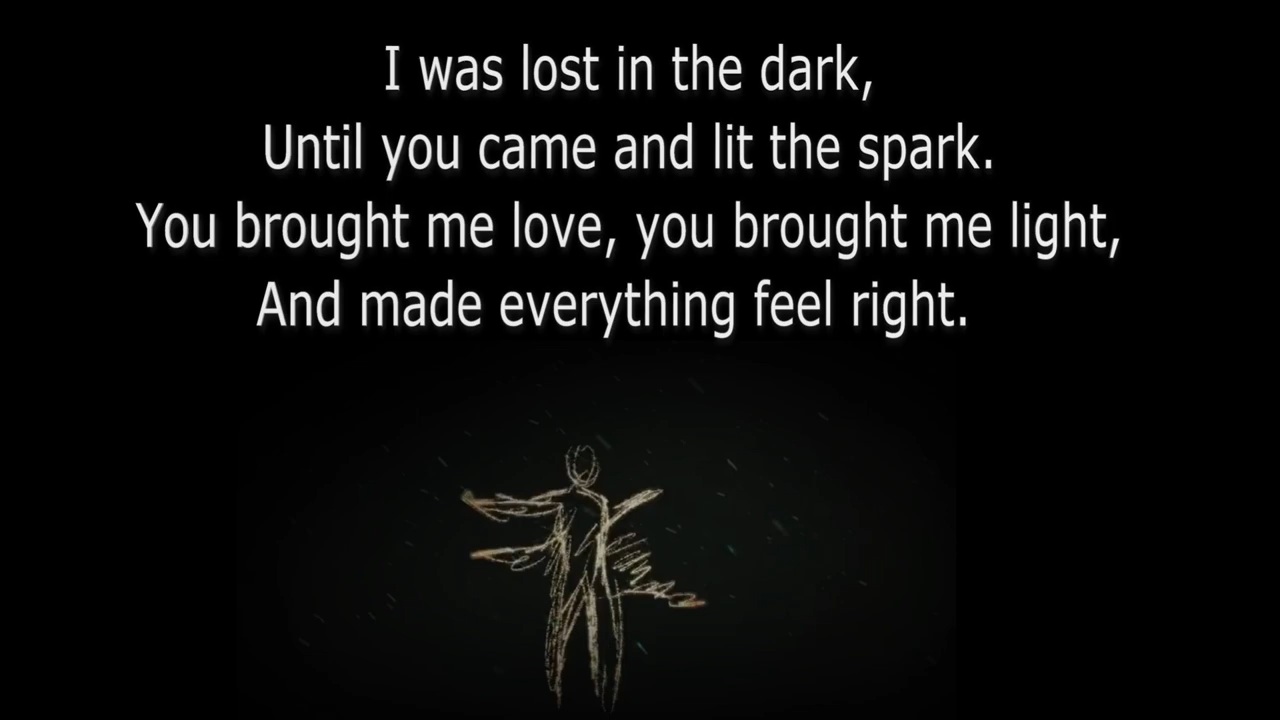 I was lost in the dark,
Until you came and lit the spark.
You brought me love, you brought me light,
And made everything feel right.